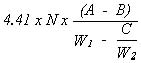 4.41 x N x (A - B) / (W₁ - C / W₂)